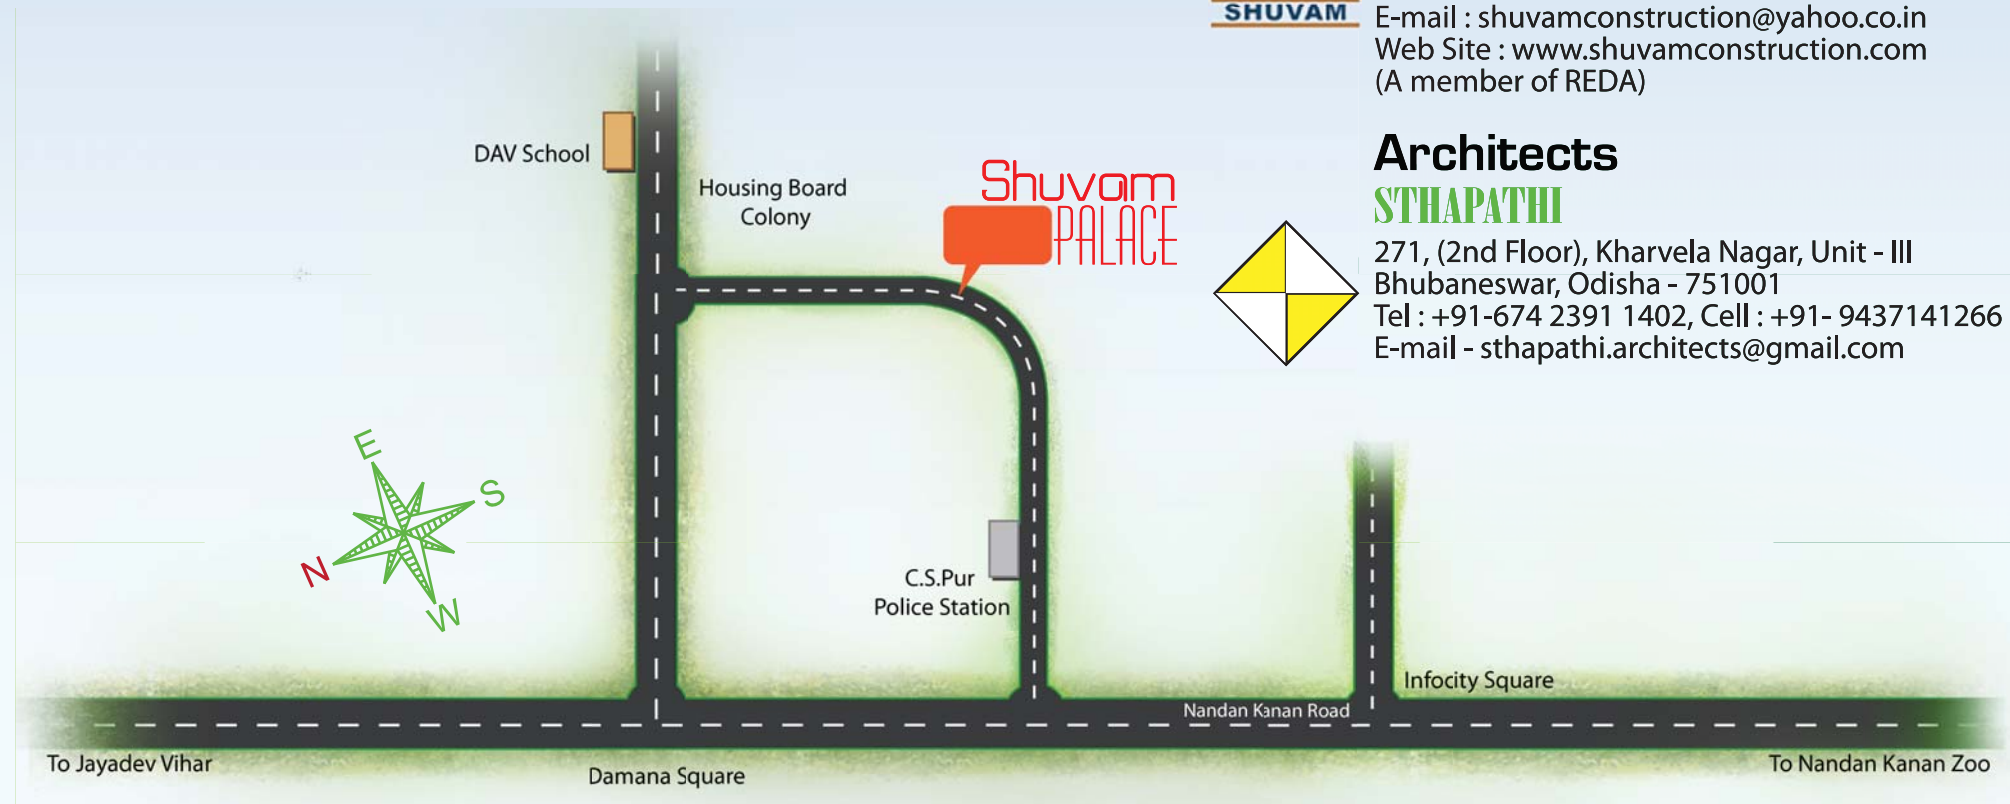 SHUVAM
E-mail : shuvamconstruction@yahoo.co.in
Web Site : www.shuvamconstruction.com
(A member of REDA)
Architects
STHAPATHI
271, (2nd Floor), Kharvela Nagar, Unit - III
Bhubaneswar, Odisha - 751001
Tel : +91-674 2391 1402, Cell : +91- 9437141266
E-mail - sthapathi.architects@gmail.com
DAV School
Housing Board
Colony
Shuvam
PALACE
E
S
N
W
C.S.Pur
Police Station
Infocity Square
Nandan Kanan Road
To Jayadev Vihar
Damana Square
To Nandan Kanan Zoo